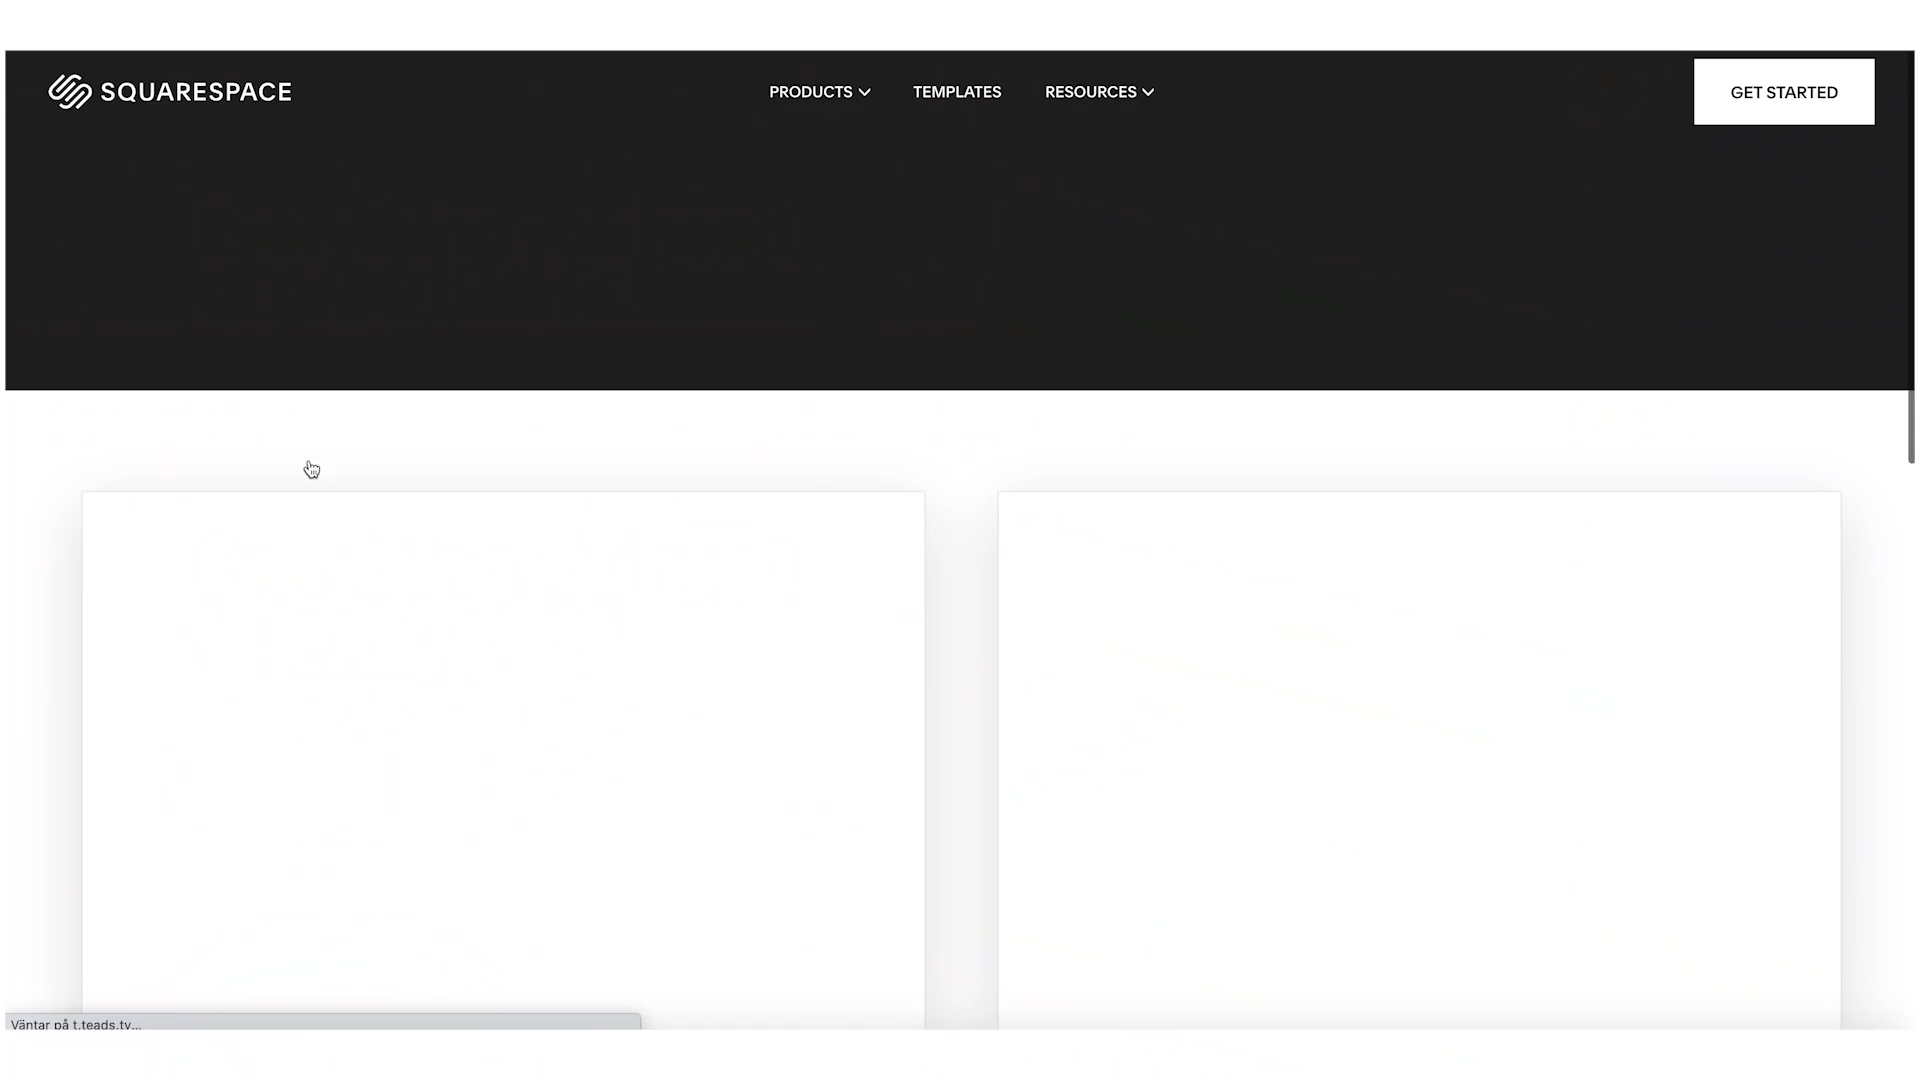 SQUARESPACE
PRODUCTS
TEMPLATES
RESOURCES
GET STARTED
Väntar på t.teads.tv...